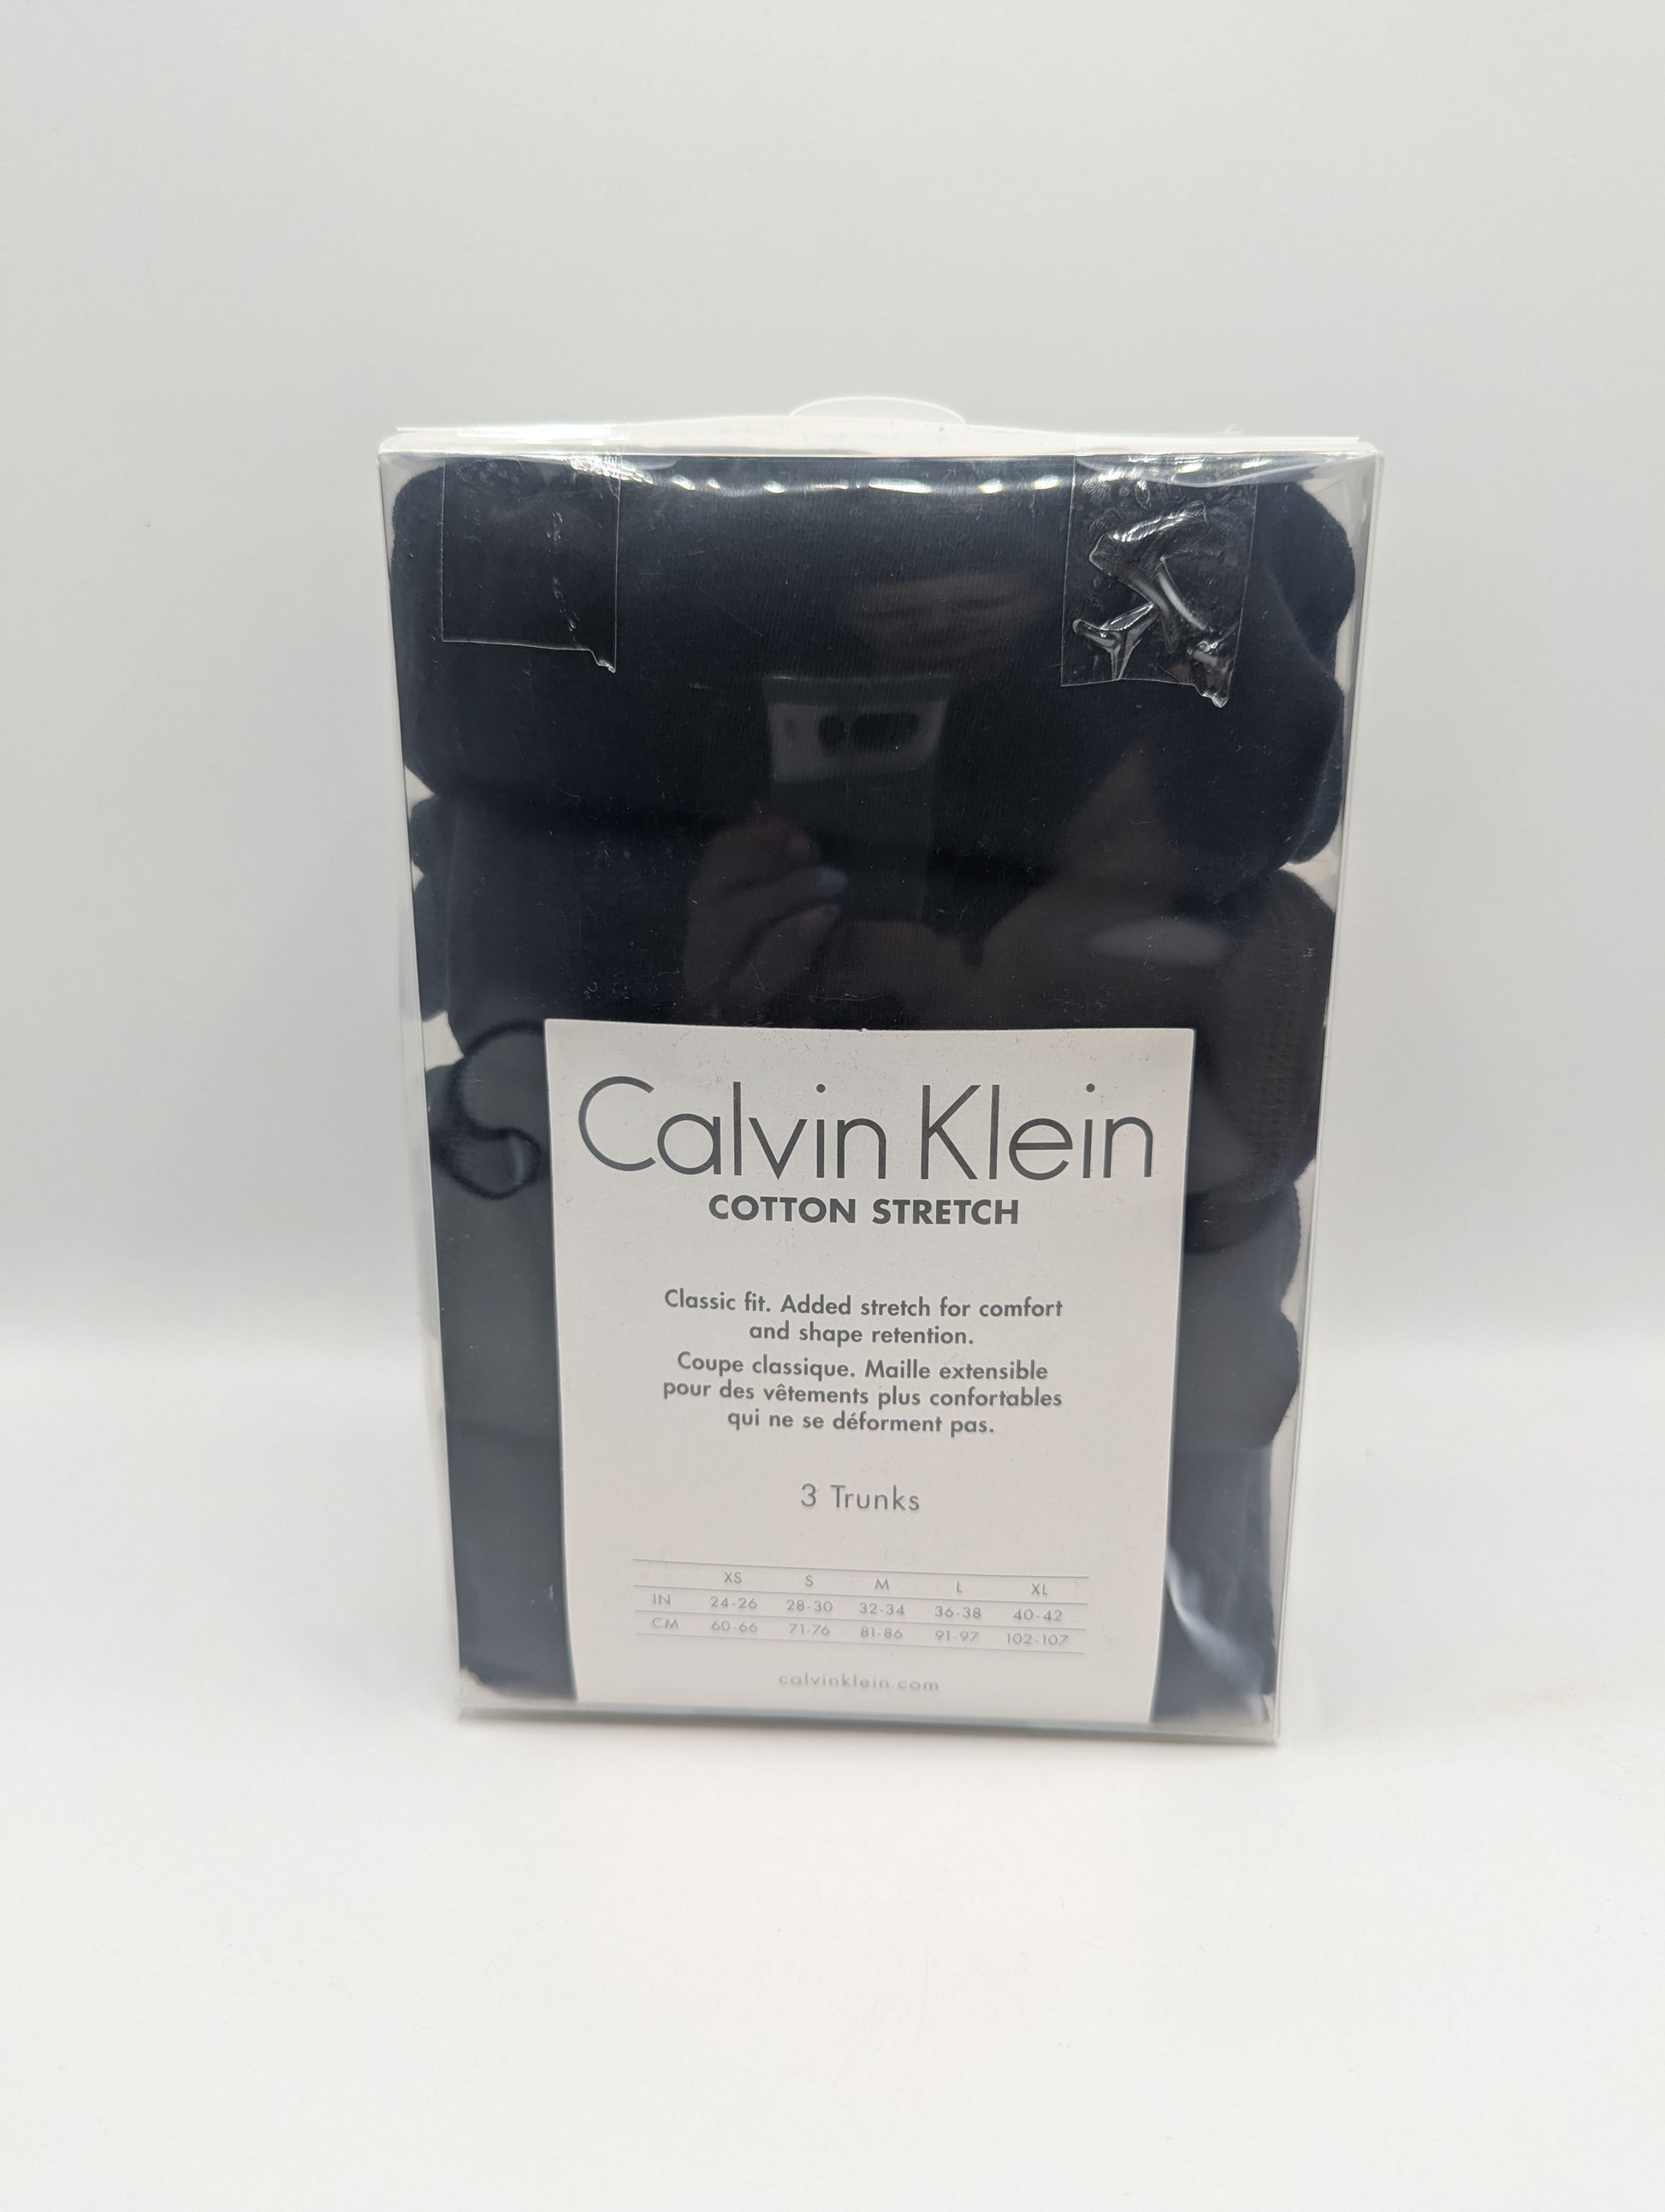 Calvin Klein
COTTON STRETCH
Classic fit. Added stretch for comfort
and shape retention.
Coupe classique. Maille extensible
pour des vêtements plus confortables
qui ne se déforment pas.
3 Trunks
XS S M L XL
IN 24-26 28-30 32-34 36-38 40-42
CM 60-66 71-76 81-86 91-97 102-107
calvinklein.com